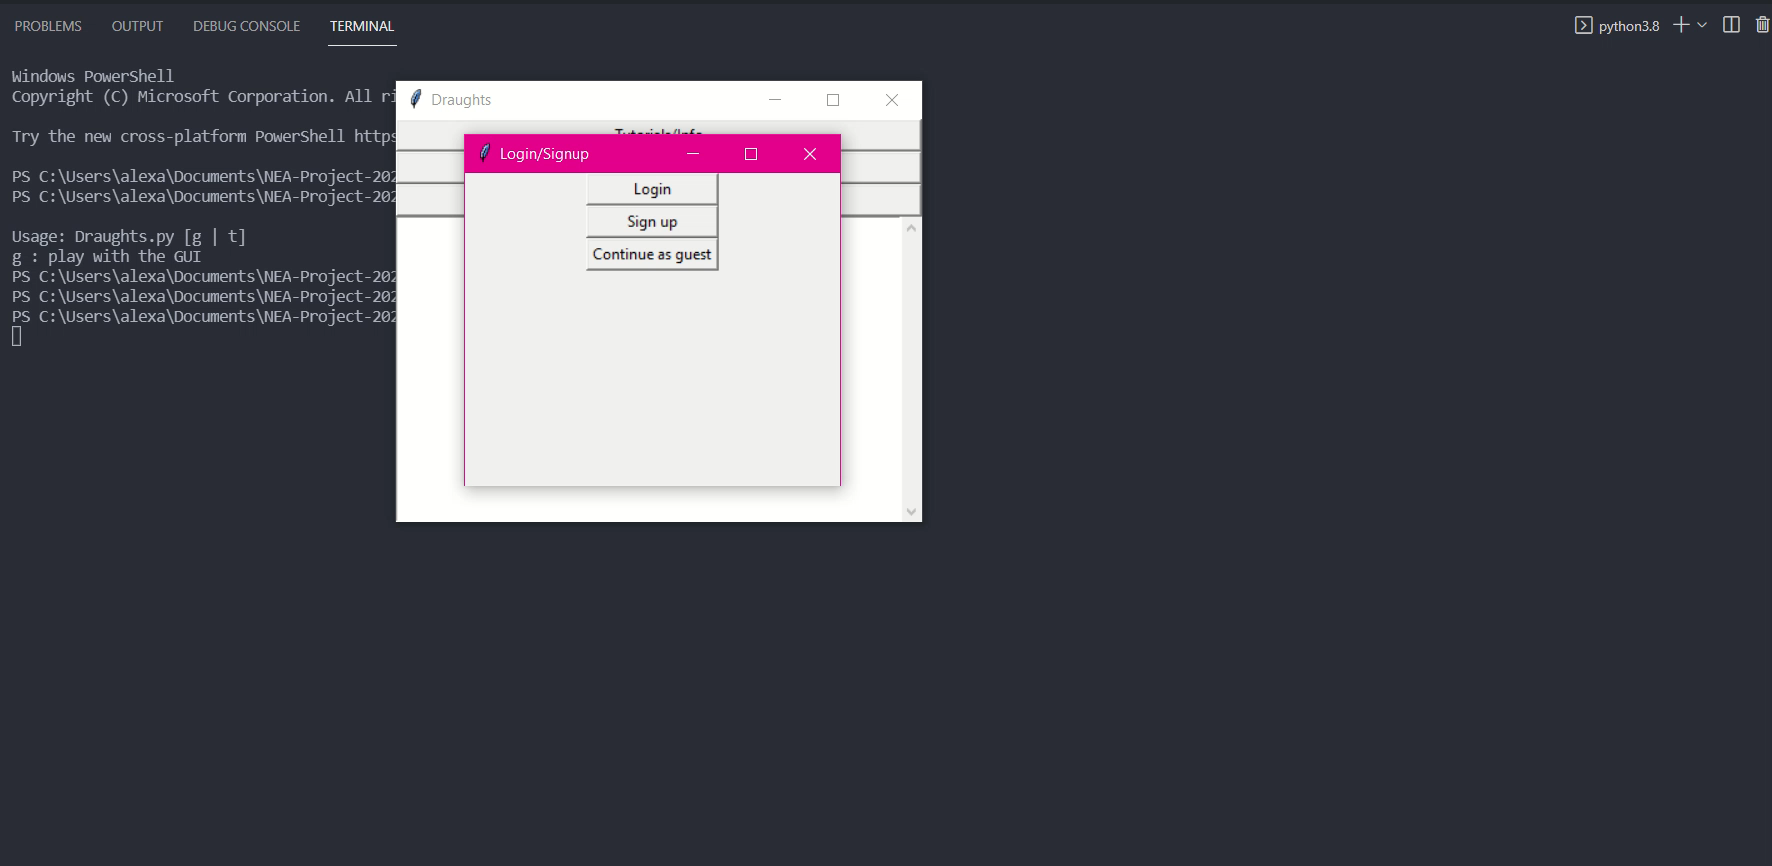 PROBLEMS OUTPUT DEBUG CONSOLE TERMINAL python3.8
Windows PowerShell
Copyright (C) Microsoft Corporation. All ri
Try the new cross-platform PowerShell https
PS C:\Users\alexa\Documents\NEA-Project-202
PS C:\Users\alexa\Documents\NEA-Project-202
Usage: Draughts.py [g | t]
g : play with the GUI
PS C:\Users\alexa\Documents\NEA-Project-202
PS C:\Users\alexa\Documents\NEA-Project-202
PS C:\Users\alexa\Documents\NEA-Project-202
Draughts
Tutorials/Info
Login/Signup
Login
Sign up
Continue as guest